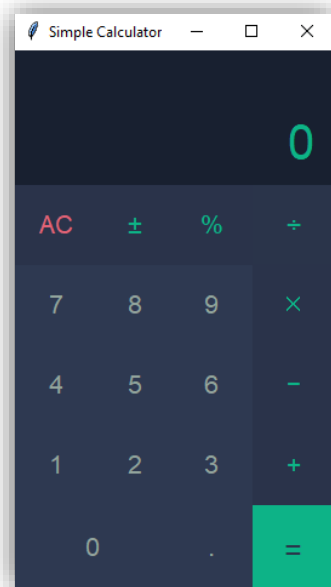 Simple Calculator
0
AC ± % ÷
7 8 9 ×
4 5 6 −
1 2 3 +
0 . =